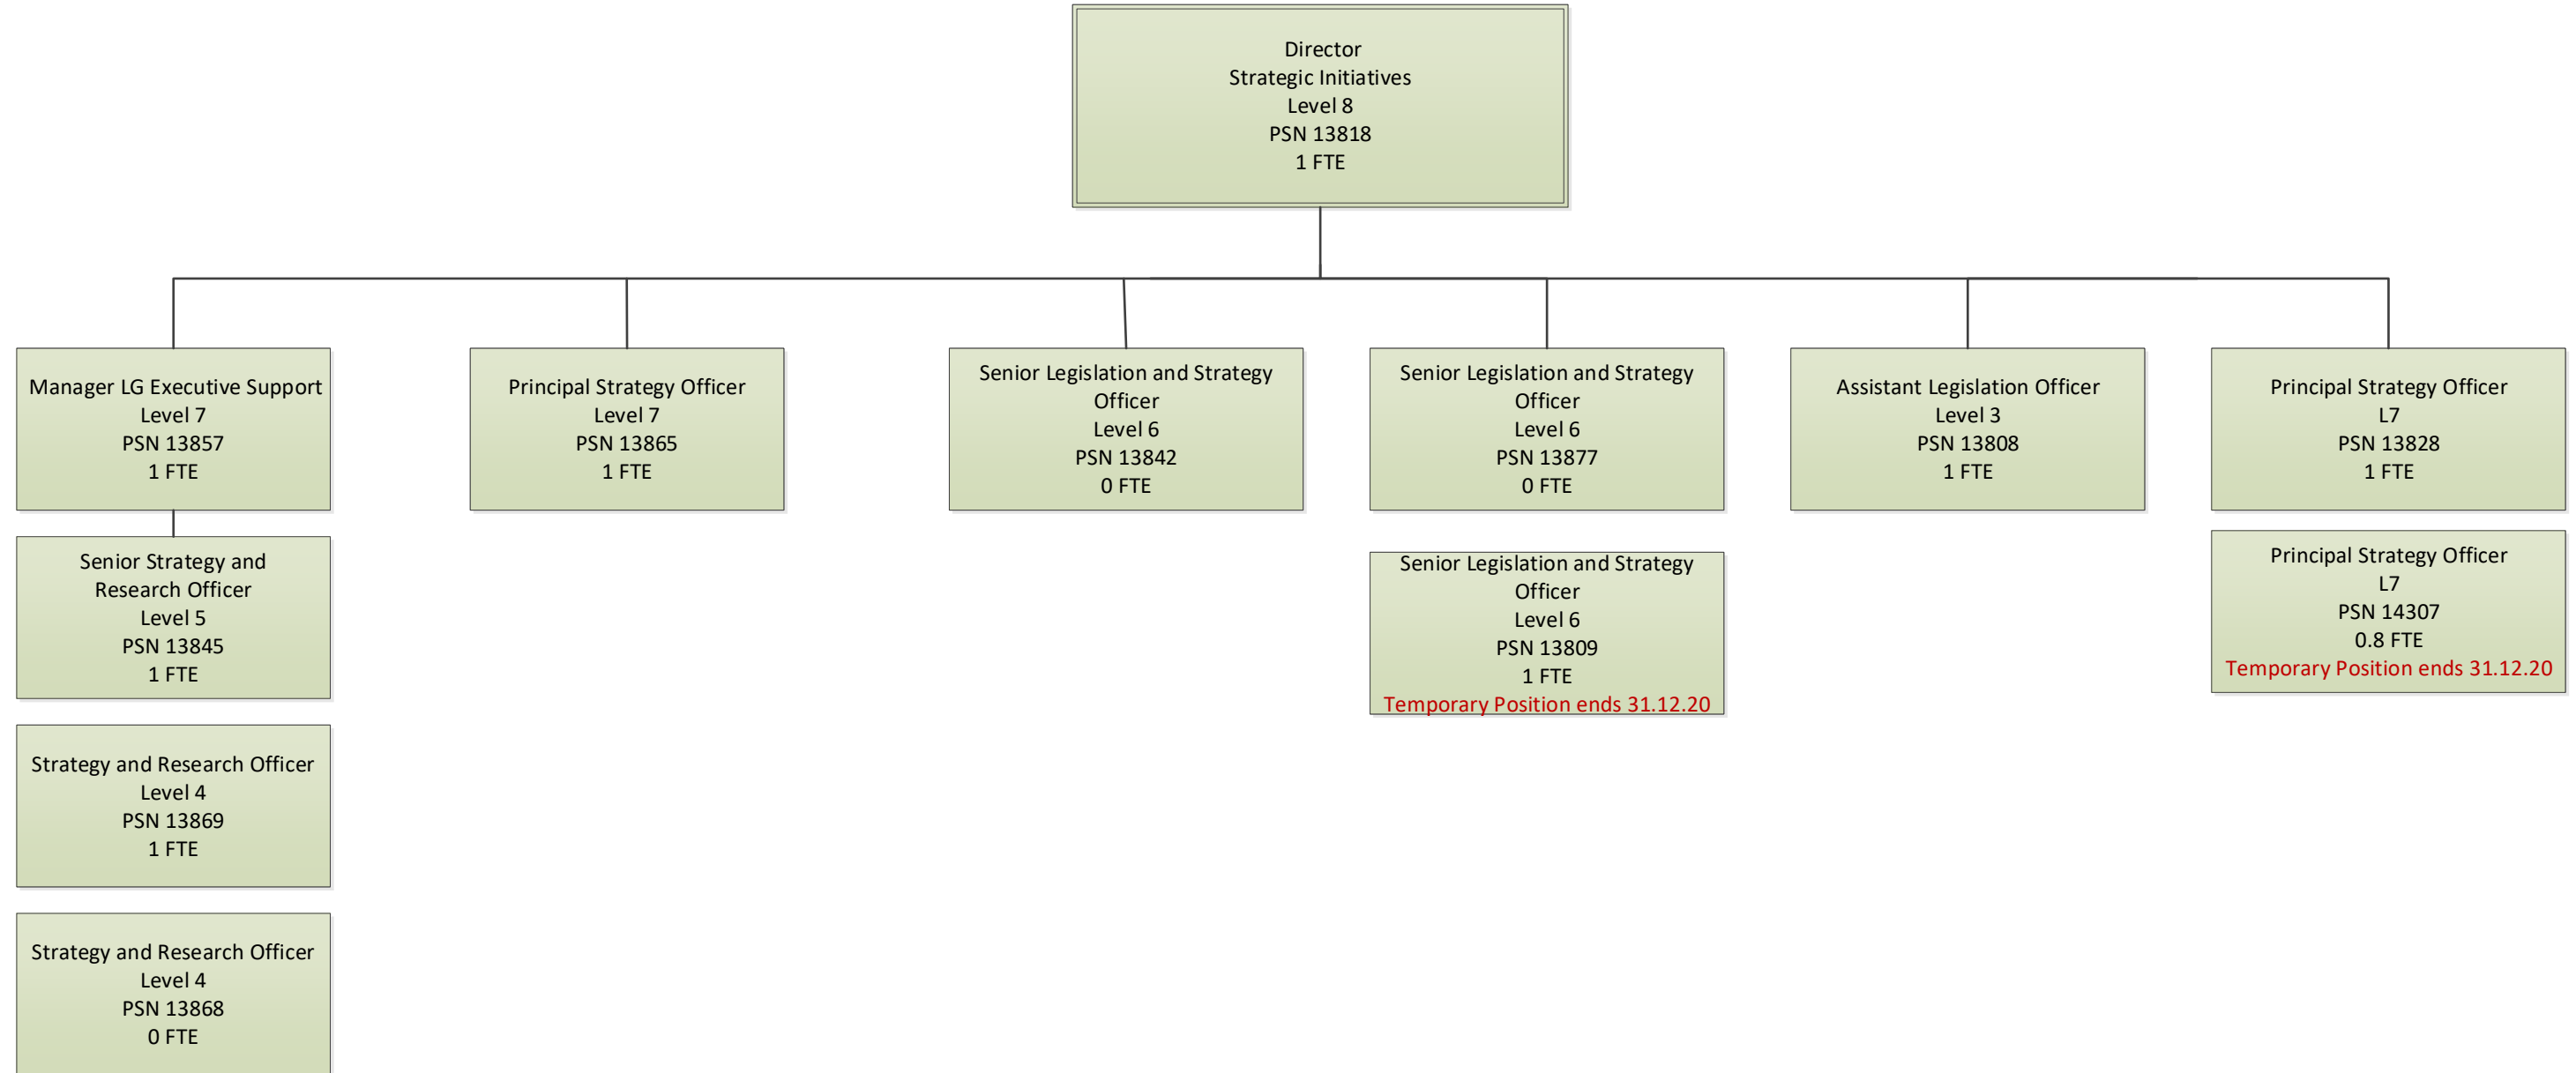 Director
Strategic Initiatives
Level 8
PSN 13818
1 FTE
Manager LG Executive Support
Level 7
PSN 13857
1 FTE
Principal Strategy Officer
Level 7
PSN 13865
1 FTE
Senior Legislation and Strategy
Officer
Level 6
PSN 13842
0 FTE
Senior Legislation and Strategy
Officer
Level 6
PSN 13877
0 FTE
Assistant Legislation Officer
Level 3
PSN 13808
1 FTE
Principal Strategy Officer
L7
PSN 13828
1 FTE
Senior Strategy and
Research Officer
Level 5
PSN 13845
1 FTE
Senior Legislation and Strategy
Officer
Level 6
PSN 13809
1 FTE
Temporary Position ends 31.12.20
Principal Strategy Officer
L7
PSN 14307
0.8 FTE
Temporary Position ends 31.12.20
Strategy and Research Officer
Level 4
PSN 13869
1 FTE
Strategy and Research Officer
Level 4
PSN 13868
0 FTE